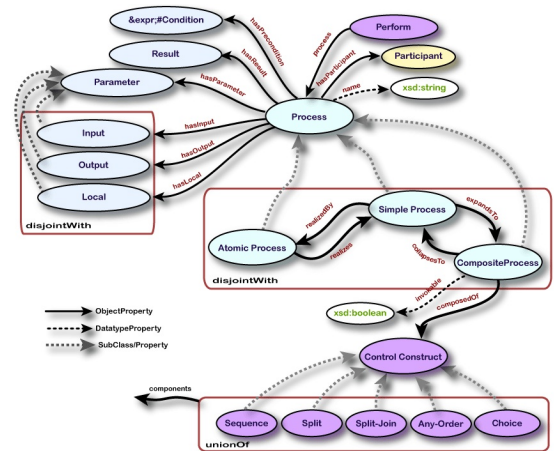 &expr;#Condition
Perform
hasPrecondition
process
Result
hasResult
hasParticipant
Participant
Parameter
hasParameter
name
xsd:string
Process
Input
hasInput
Output
hasOutput
Local
hasLocal
disjointWith
Simple Process
expandsTo
realizedBy
Atomic Process
realizes
collapsesTo
CompositeProcess
disjointWith
invokable
composedOf
xsd:boolean
ObjectProperty
DatatypeProperty
SubClass/Property
Control Construct
components
Sequence
Split
Split-Join
Any-Order
Choice
unionOf